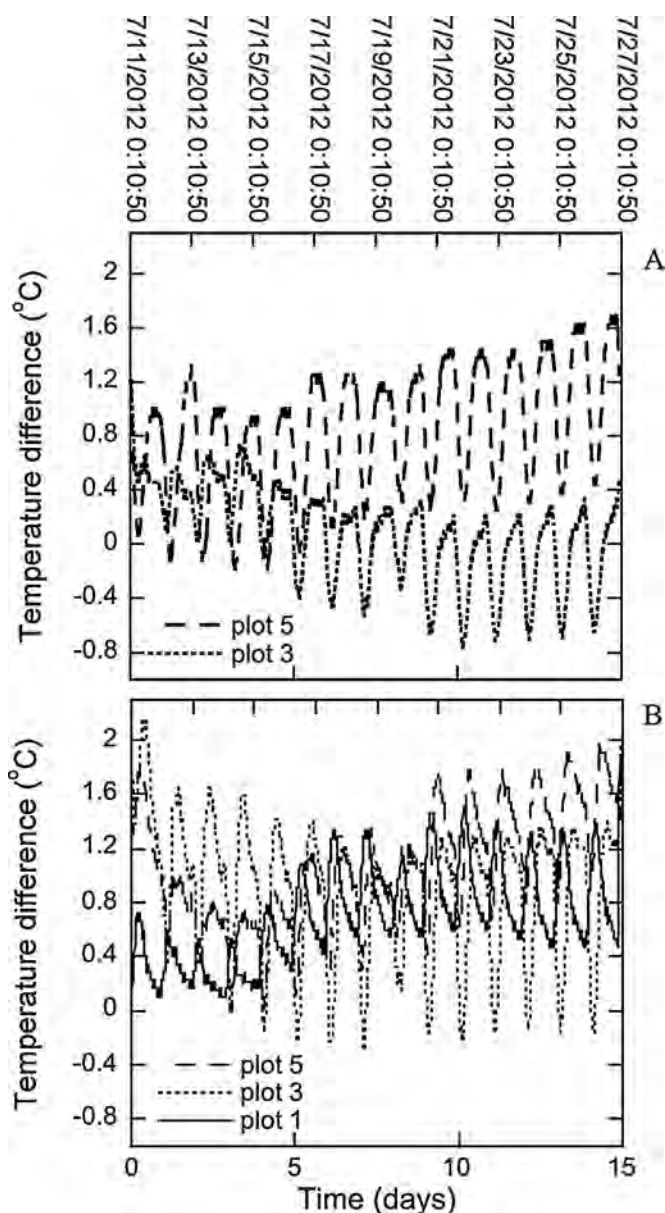 7/11/2012 0:10:50
7/13/2012 0:10:50
7/15/2012 0:10:50
7/17/2012 0:10:50
7/19/2012 0:10:50
7/21/2012 0:10:50
7/23/2012 0:10:50
7/25/2012 0:10:50
7/27/2012 0:10:50
A
Temperature difference (°C)
2
1.6
1.2
0.8
0.4
0
-0.4
-0.8
plot 5
plot 3
B
Temperature difference (°C)
2
1.6
1.2
0.8
0.4
0
-0.4
-0.8
plot 5
plot 3
plot 1
0
5
10
15
Time (days)